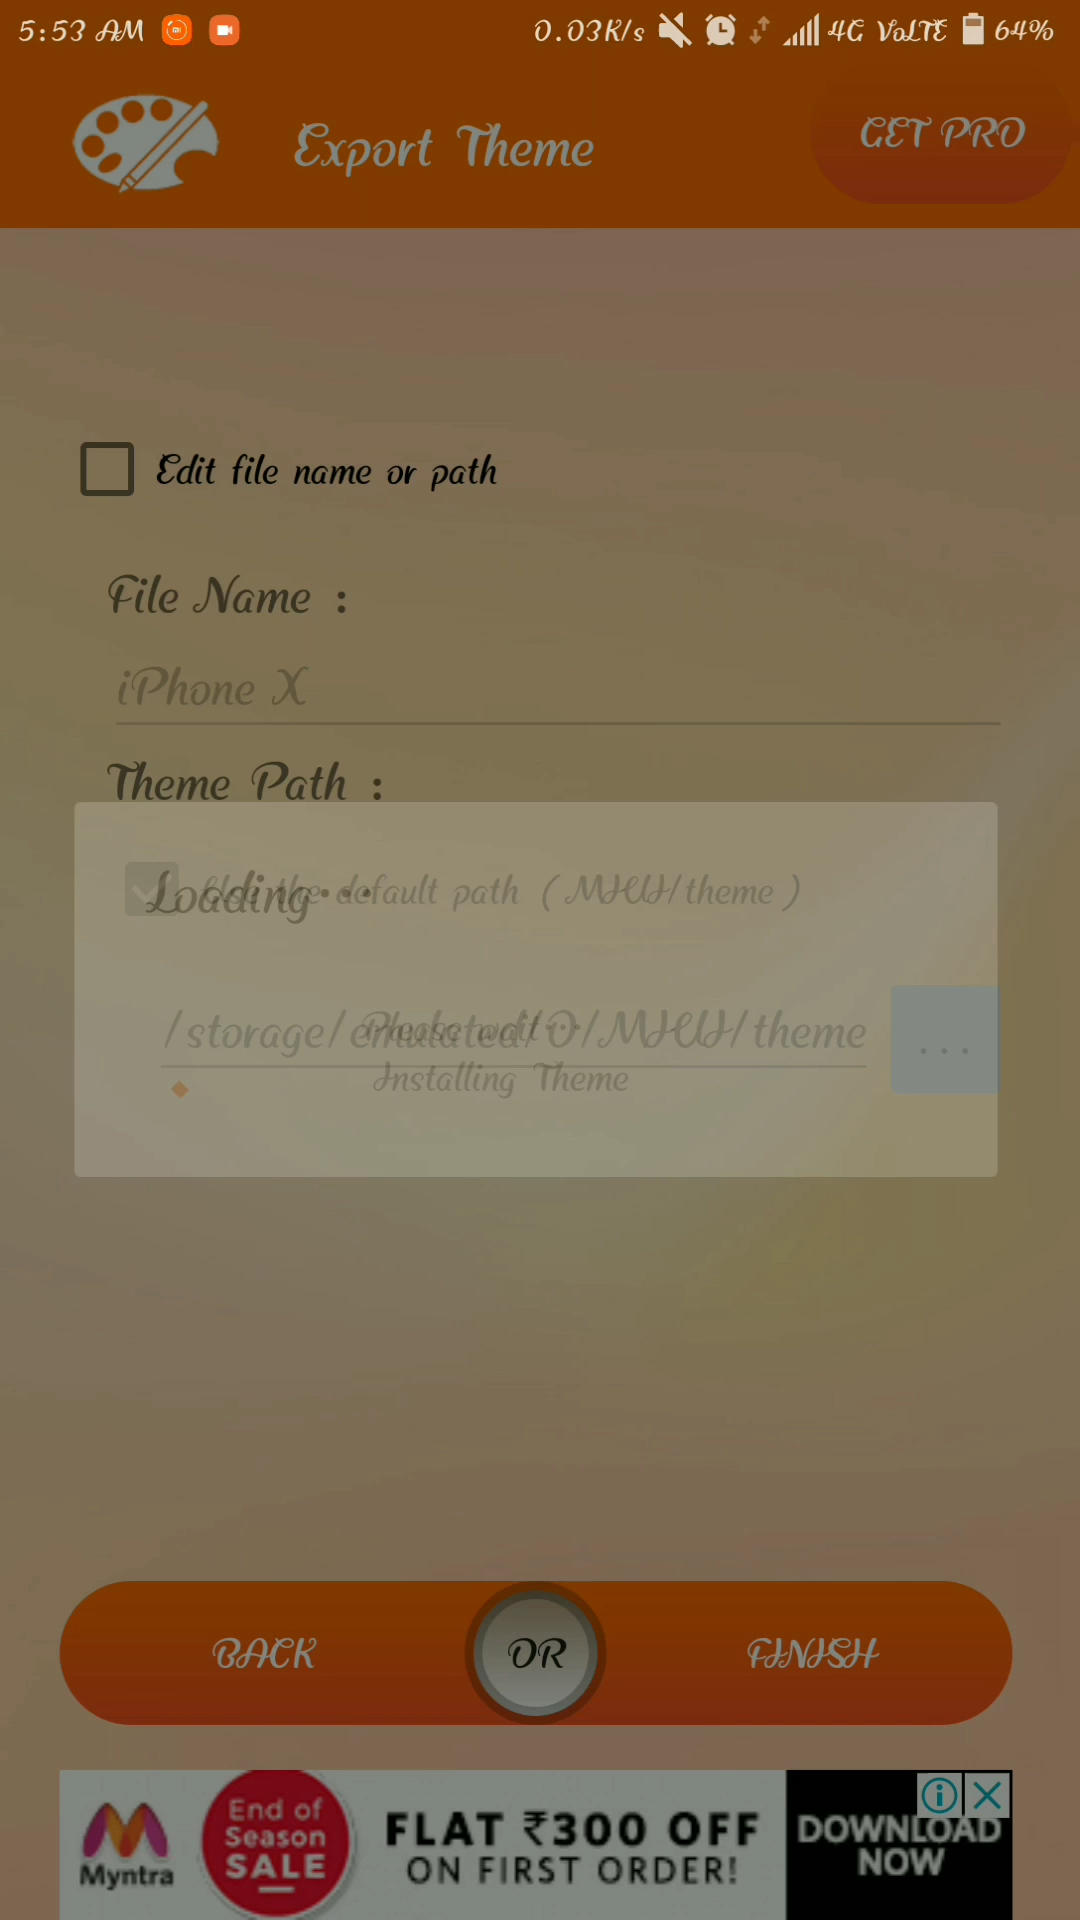 5:53 AM
0.03K/s 4G VoLTE 64%
Export Theme
GET PRO
Edit file name or path
File Name :
iPhone X
Theme Path :
Loading...
Use the default path ( MIUI/theme )
/storage/emulated/0/MIUI/theme
...
Please wait...
Installing Theme
BACK
OR
FINISH
Myntra
End of
Season
SALE
FLAT ₹300 OFF
ON FIRST ORDER!
DOWNLOAD
NOW